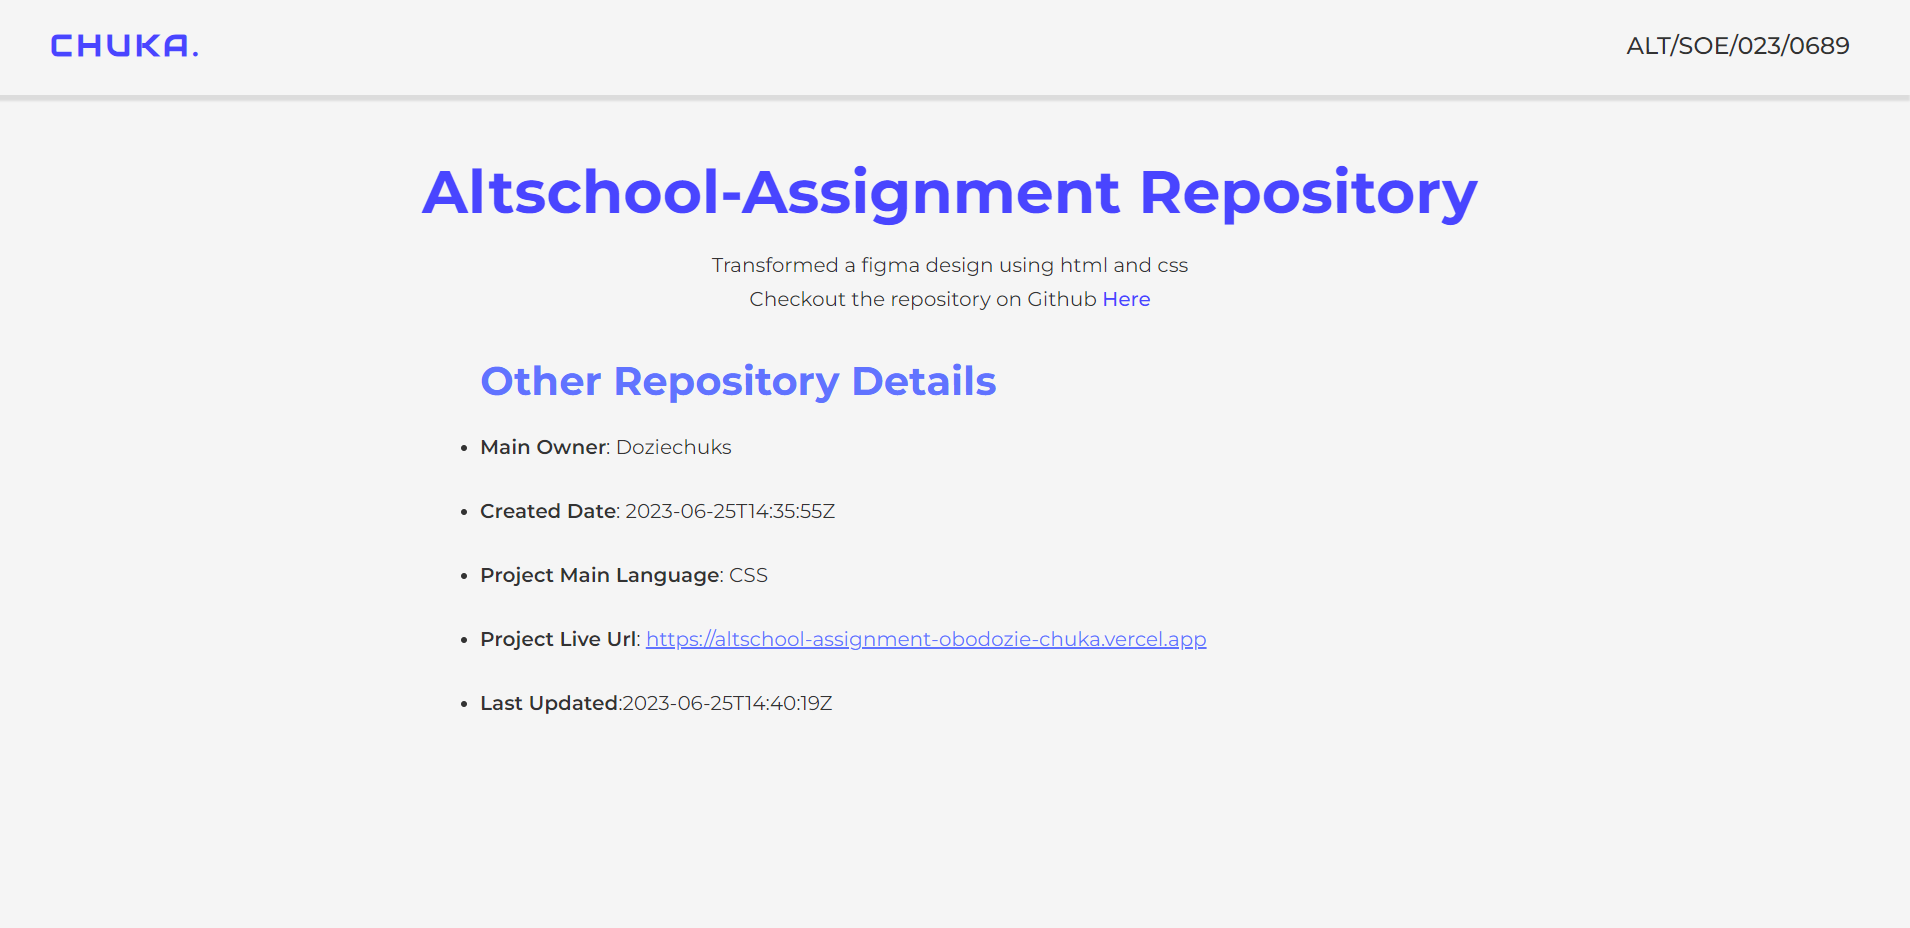 CHUKA.
ALT/SOE/023/0689
Altschool-Assignment Repository
Transformed a figma design using html and css
Checkout the repository on Github Here
Other Repository Details
• Main Owner: Doziechuks
• Created Date: 2023-06-25T14:35:55Z
• Project Main Language: CSS
• Project Live Url: https://altschool-assignment-obodozie-chuka.vercel.app
• Last Updated:2023-06-25T14:40:19Z